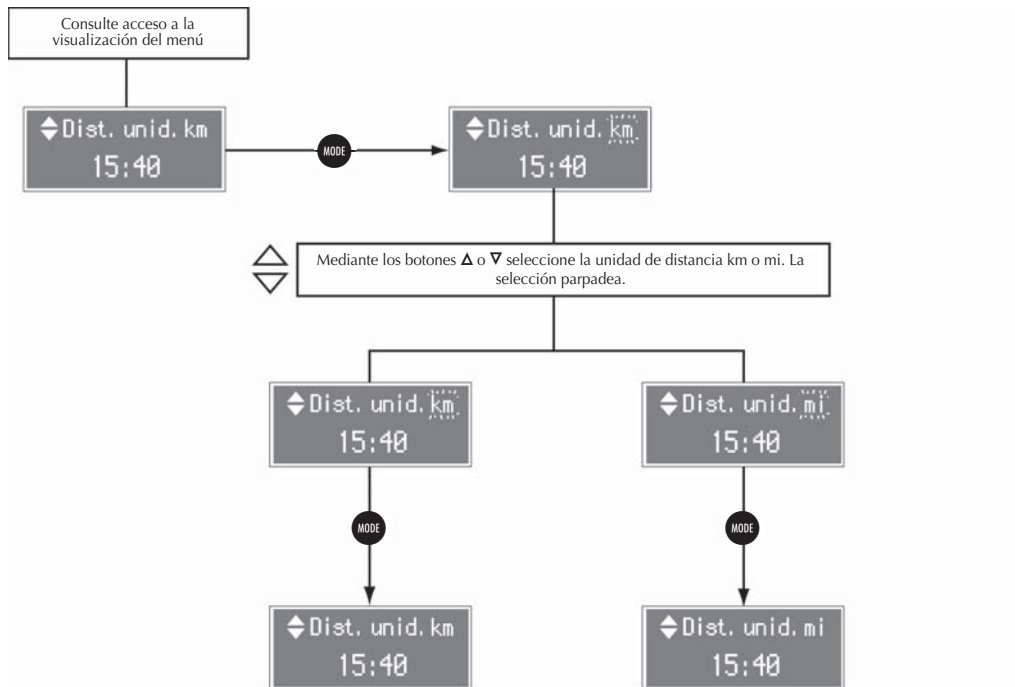 Consulte acceso a la
visualización del menú
Dist. unid. km
15:40
MODE
Dist. unid. km
15:40
Mediante los botones Δ o ∇ seleccione la unidad de distancia km o mi. La
selección parpadea.
Dist. unid. km
15:40
Dist. unid. mi
15:40
MODE
MODE
Dist. unid. km
15:40
Dist. unid. mi
15:40